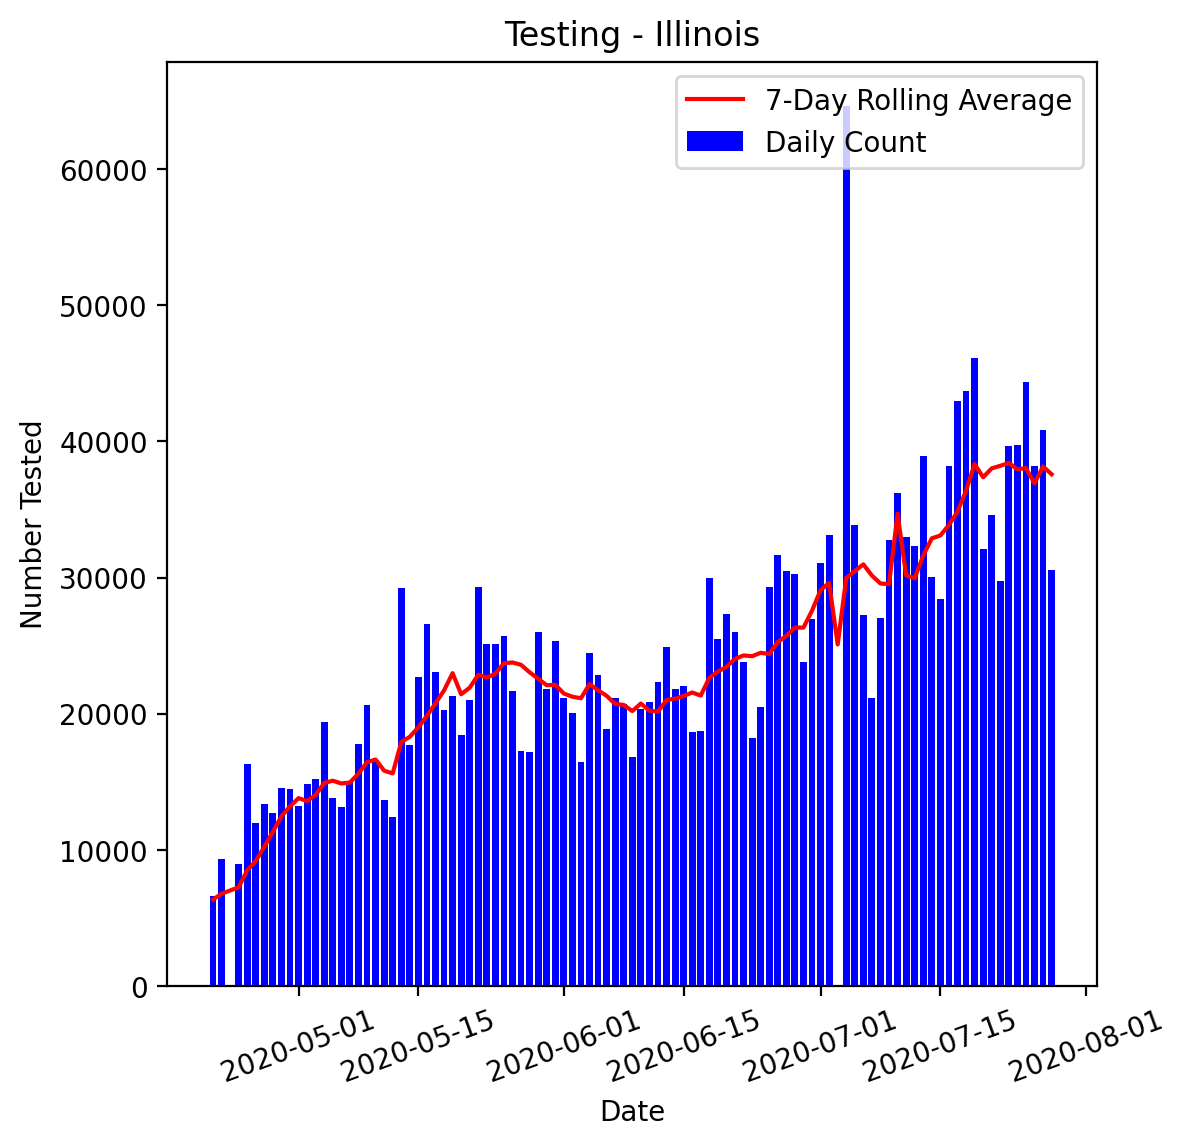 Testing - Illinois
7-Day Rolling Average
Daily Count
60000
50000
40000
30000
20000
10000
0
Number Tested
2020-05-01
2020-05-15
2020-06-01
2020-06-15
2020-07-01
2020-07-15
2020-08-01
Date